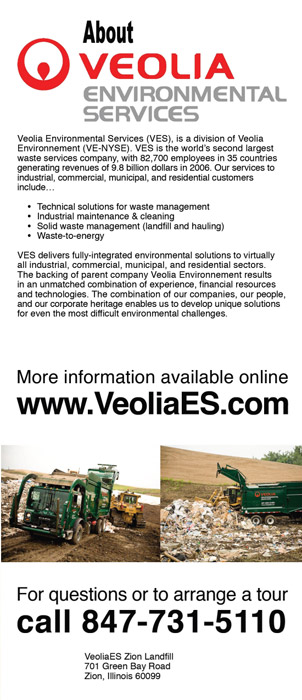 About
VEOLIA
ENVIRONMENTAL
SERVICES
Veolia Environmental Services (VES), is a division of Veolia
Environnement (VE-NYSE). VES is the world's second largest
waste services company, with 82,700 employees in 35 countries
generating revenues of 9.8 billion dollars in 2006. Our services to
industrial, commercial, municipal, and residential customers
include…
• Technical solutions for waste management
• Industrial maintenance & cleaning
• Solid waste management (landfill and hauling)
• Waste-to-energy
VES delivers fully-integrated environmental solutions to virtually
all industrial, commercial, municipal, and residential sectors.
The backing of parent company Veolia Environnement results
in an unmatched combination of experience, financial resources
and technologies. The combination of our companies, our people,
and our corporate heritage enables us to develop unique solutions
for even the most difficult environmental challenges.
More information available online
www.VeoliaES.com
For questions or to arrange a tour
call 847-731-5110
VeoliaES Zion Landfill
701 Green Bay Road
Zion, Illinois 60099